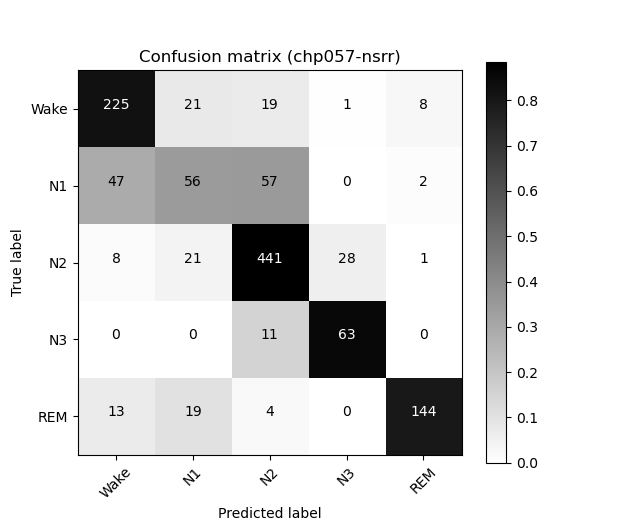 Confusion matrix (chp057-nsrr)
True label
Wake 225 21 19 1 8
N1 47 56 57 0 2
N2 8 21 441 28 1
N3 0 0 11 63 0
REM 13 19 4 0 144
Wake N1 N2 N3 REM
Predicted label
0.8
0.7
0.6
0.5
0.4
0.3
0.2
0.1
0.0